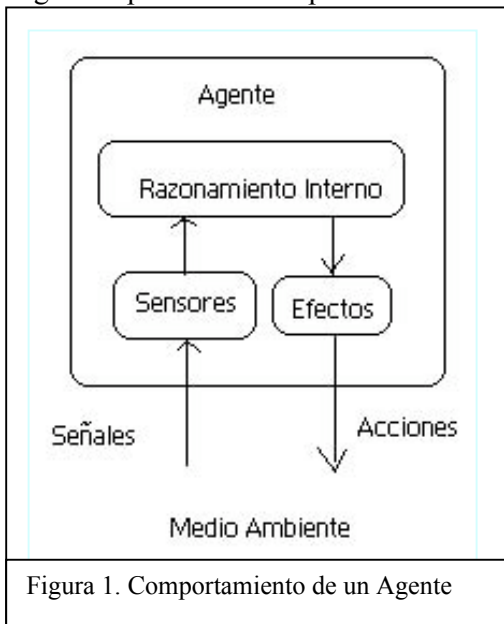 Agente
Razonamiento Interno
Sensores
Efectos
Señales
Acciones
Medio Ambiente
Figura 1. Comportamiento de un Agente